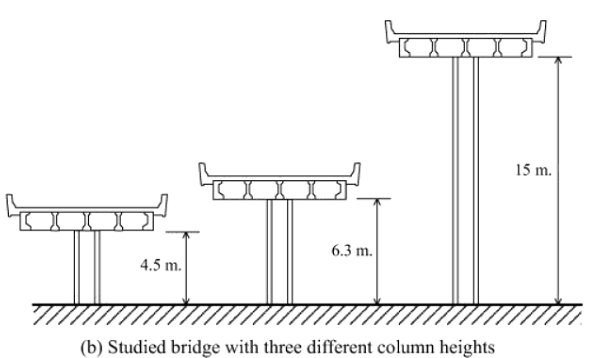 15 m.
6.3 m.
4.5 m.
(b) Studied bridge with three different column heights